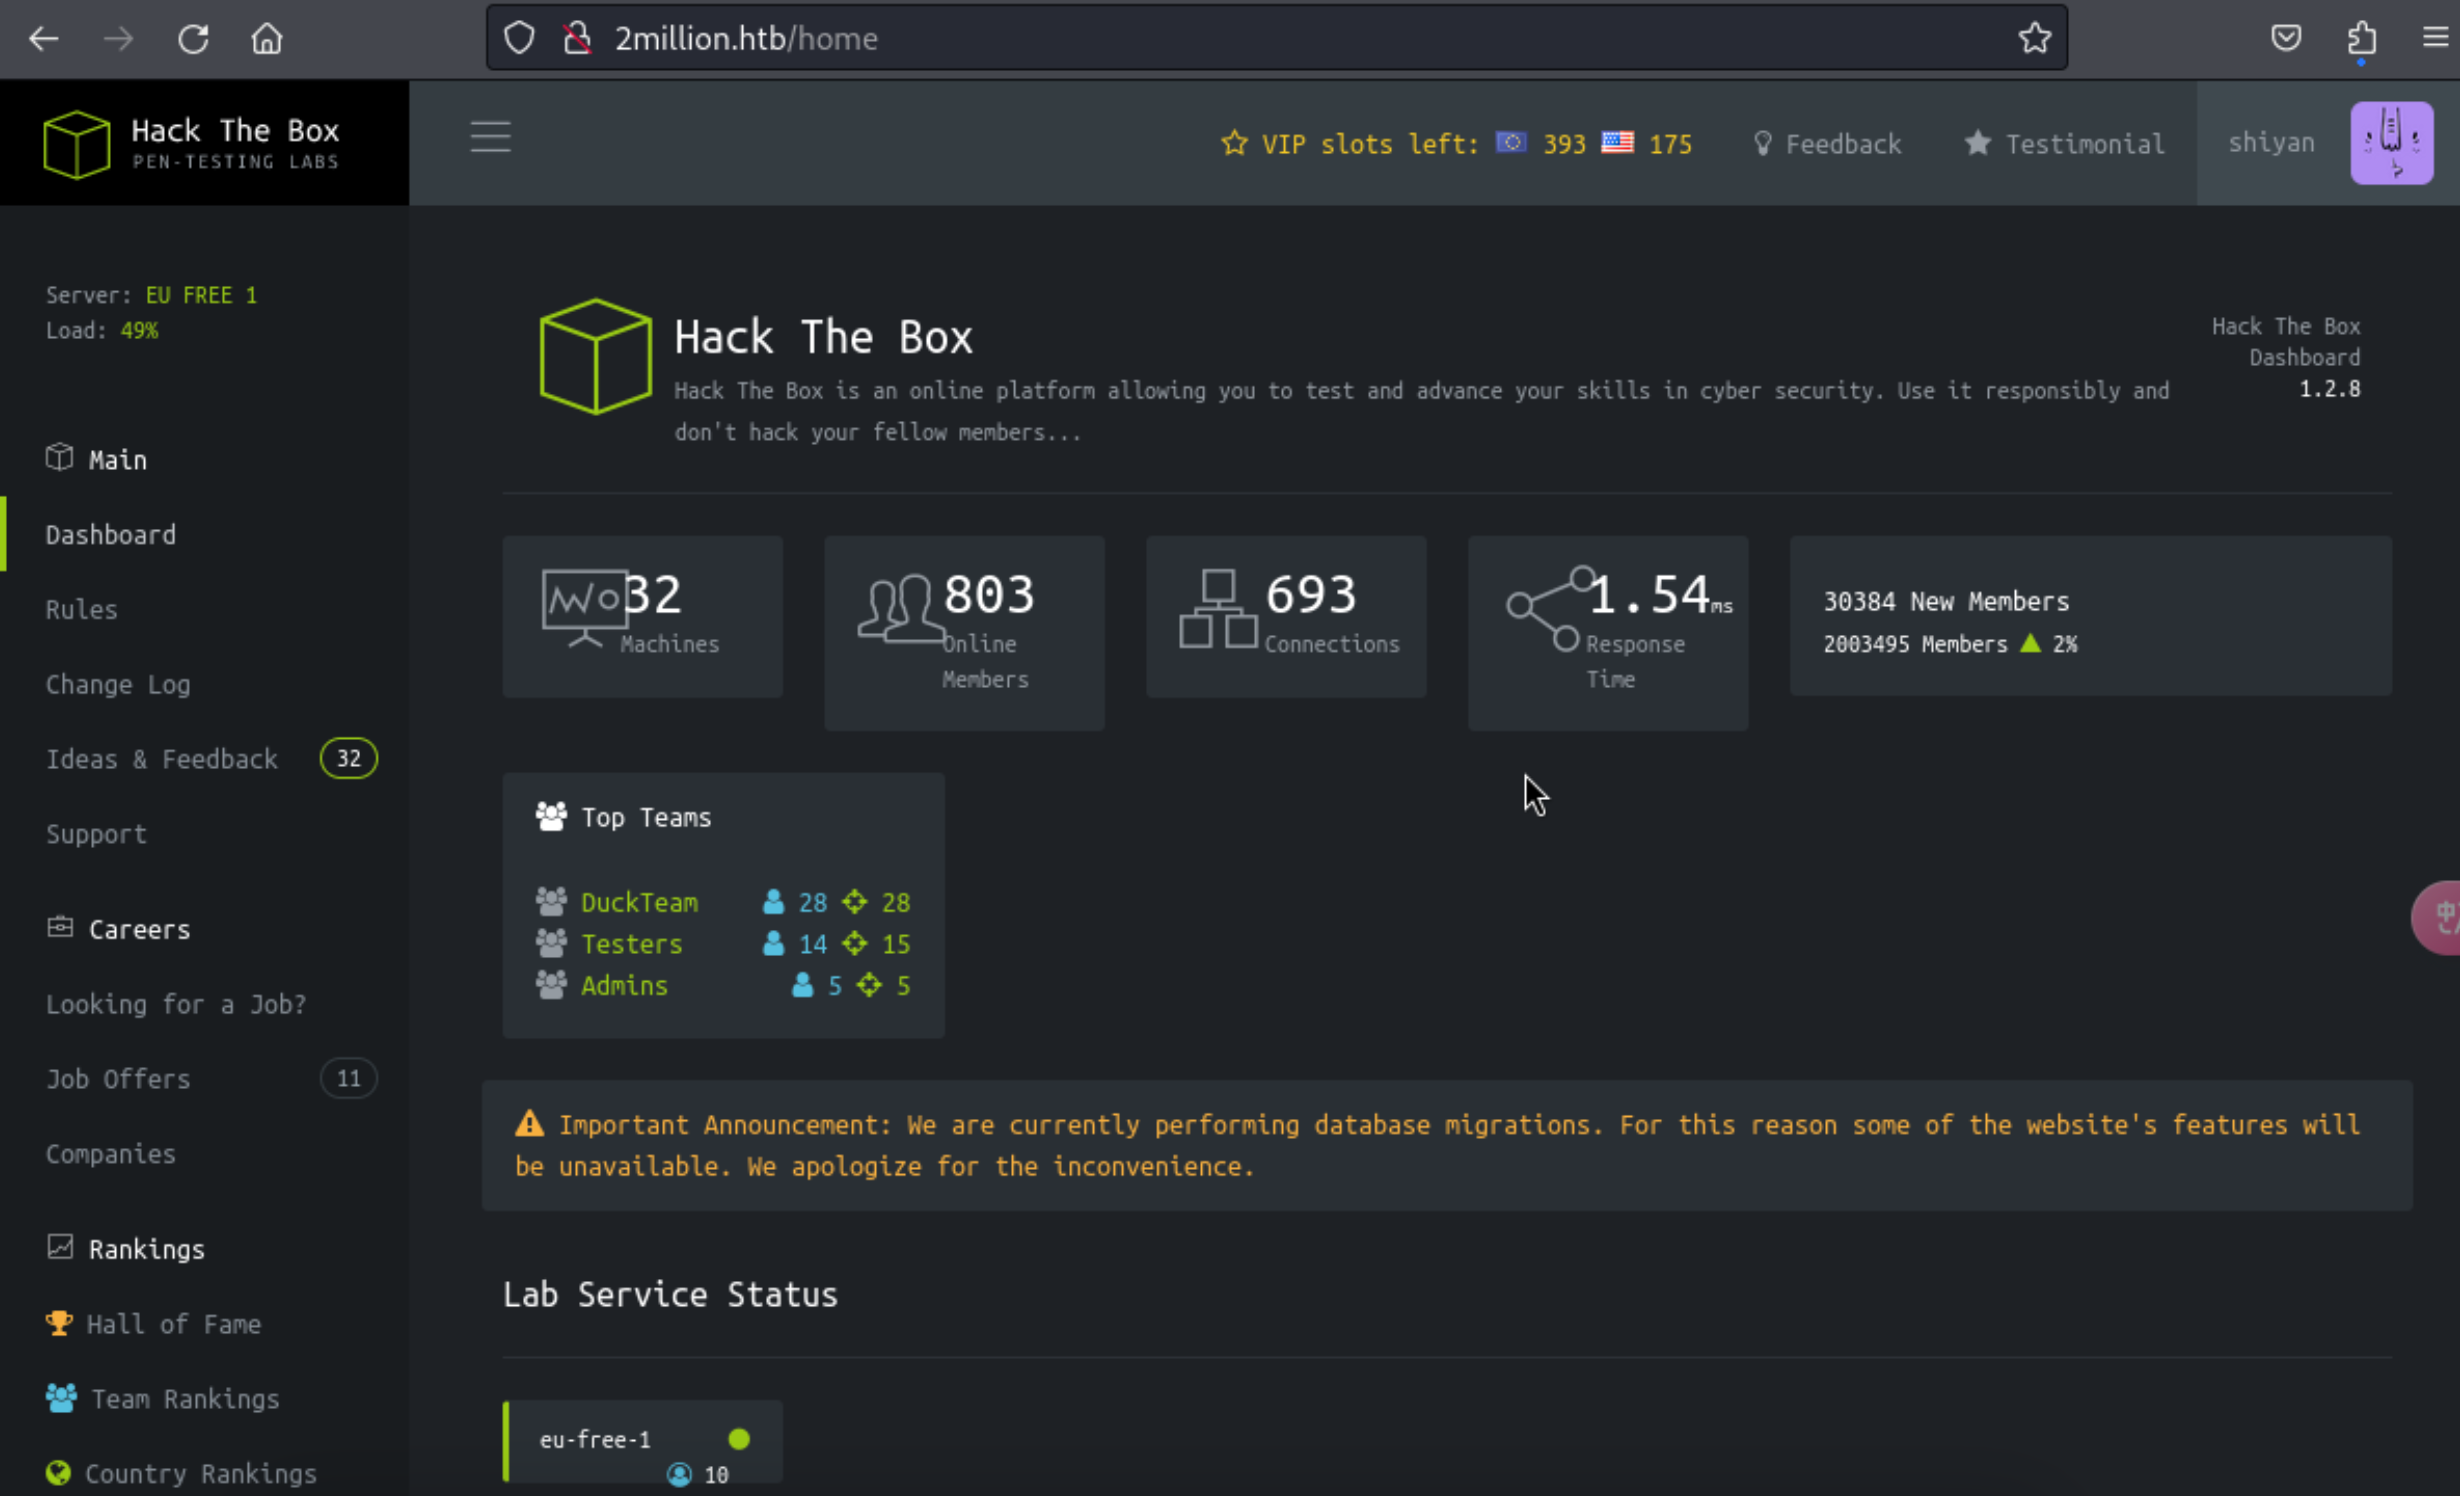 2million.htb/home
Hack The Box
PEN-TESTING LABS
VIP slots left: 393 175
Feedback
Testimonial
shiyan
Server: EU FREE 1
Load: 49%
Main
Dashboard
Rules
Change Log
Ideas & Feedback 32
Support
Careers
Looking for a Job?
Job Offers 11
Companies
Rankings
Hall of Fame
Team Rankings
Country Rankings
Hack The Box
Hack The Box is an online platform allowing you to test and advance your skills in cyber security. Use it responsibly and
don't hack your fellow members...
Hack The Box
Dashboard
1.2.8
32
Machines
803
Online
Members
693
Connections
1.54ms
Response
Time
30384 New Members
2003495 Members 2%
Top Teams
DuckTeam 28 28
Testers 14 15
Admins 5 5
Important Announcement: We are currently performing database migrations. For this reason some of the website's features will
be unavailable. We apologize for the inconvenience.
Lab Service Status
eu-free-1
10
中